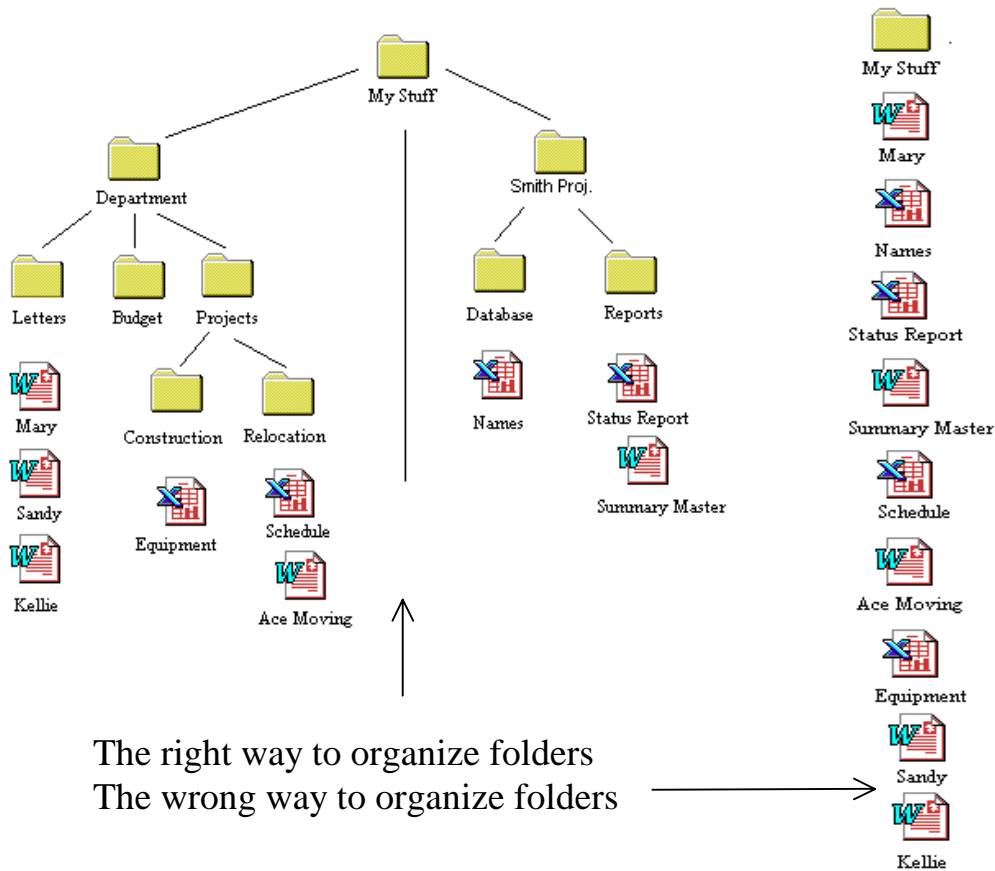 My Stuff
Department
Smith Proj.
Letters
Budget
Projects
Database
Reports
Mary
Construction
Relocation
Names
Status Report
Sandy
Equipment
Schedule
Summary Master
Kellie
Ace Moving
The right way to organize folders
The wrong way to organize folders
My Stuff
Mary
Names
Status Report
Summary Master
Schedule
Ace Moving
Equipment
Sandy
Kellie